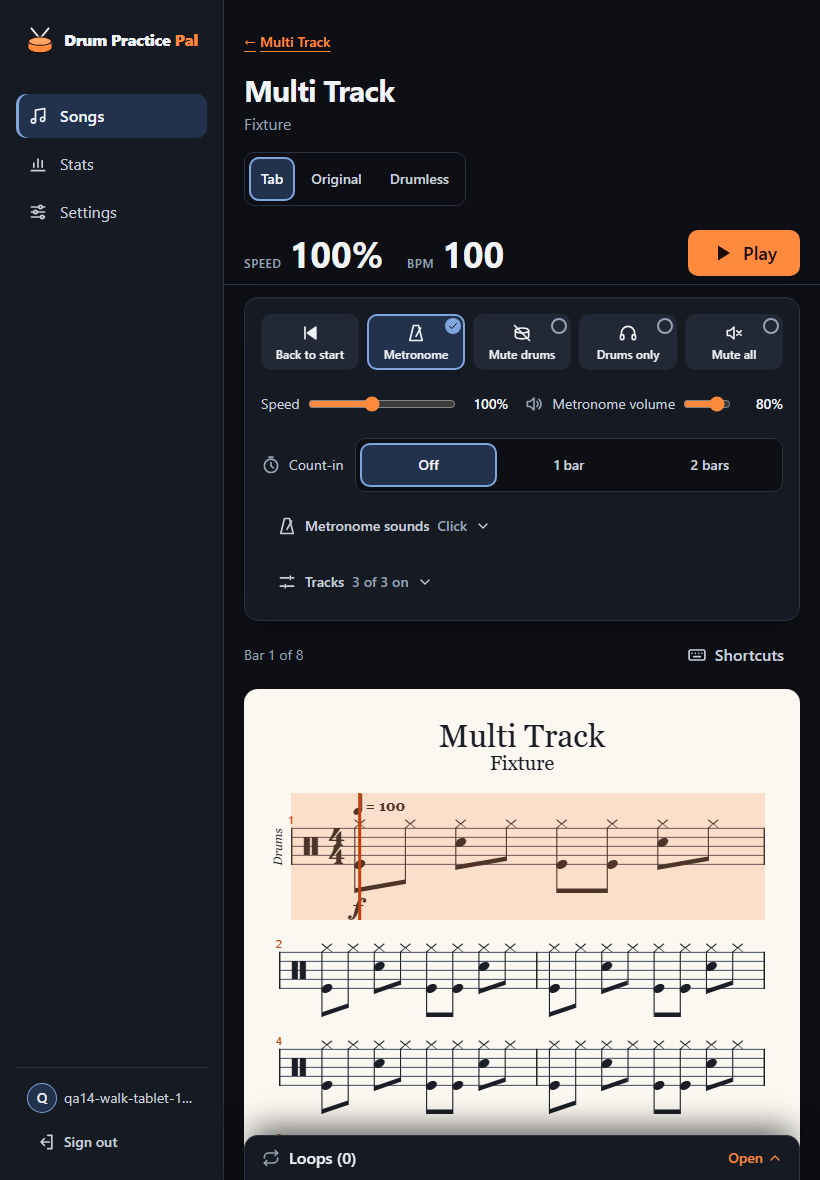 Drum Practice Pal
Songs
Stats
Settings
qa14-walk-tablet-1...
Q
Sign out
← Multi Track
Multi Track
Fixture
Tab Original Drumless
SPEED 100% BPM 100
Play
Back to start Metronome Mute drums Drums only Mute all
Speed 100% Metronome volume 80%
Count-in Off 1 bar 2 bars
Metronome sounds Click
Tracks 3 of 3 on
Bar 1 of 8
Shortcuts
Multi Track
Fixture
= 100
1
Drums
4
4
f
2
4
Loops (0) Open